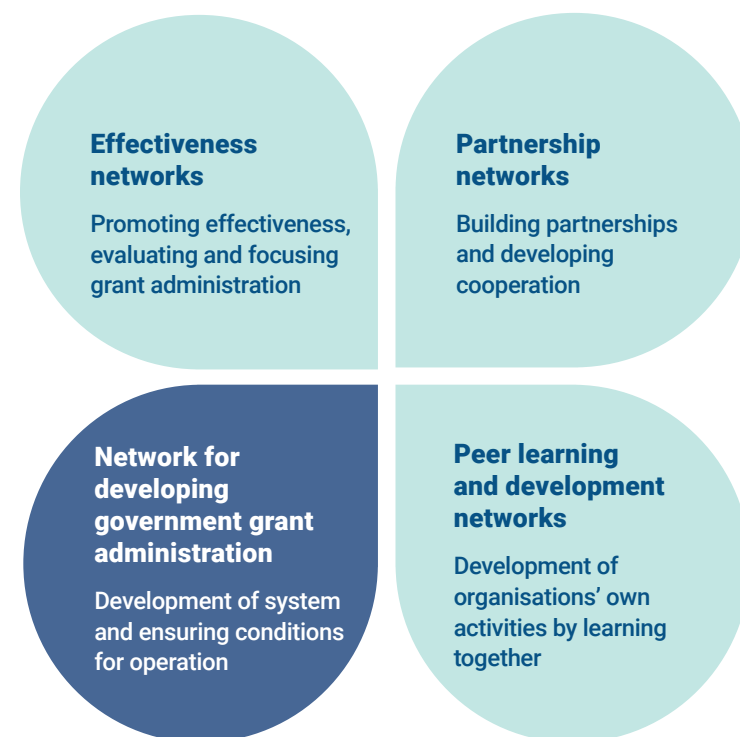 Effectiveness
networks
Promoting effectiveness,
evaluating and focusing
grant administration
Partnership
networks
Building partnerships
and developing
cooperation
Network for
developing
government grant
administration
Development of system
and ensuring conditions
for operation
Peer learning
and development
networks
Development of
organisations’ own
activities by learning
together